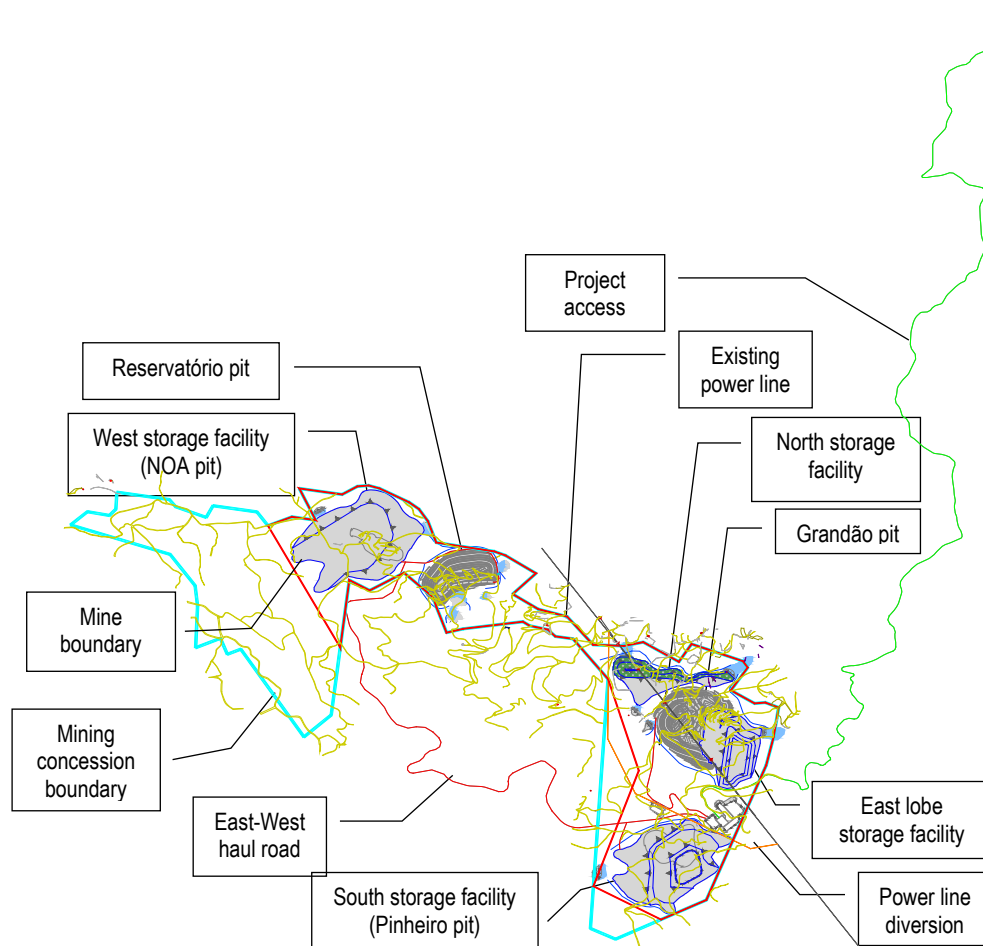 Project
access
Existing
power line
Reservatório pit
West storage facility
(NOA pit)
North storage
facility
Grandão pit
Mine
boundary
Mining
concession
boundary
East-West
haul road
East lobe
storage facility
South storage facility
(Pinheiro pit)
Power line
diversion